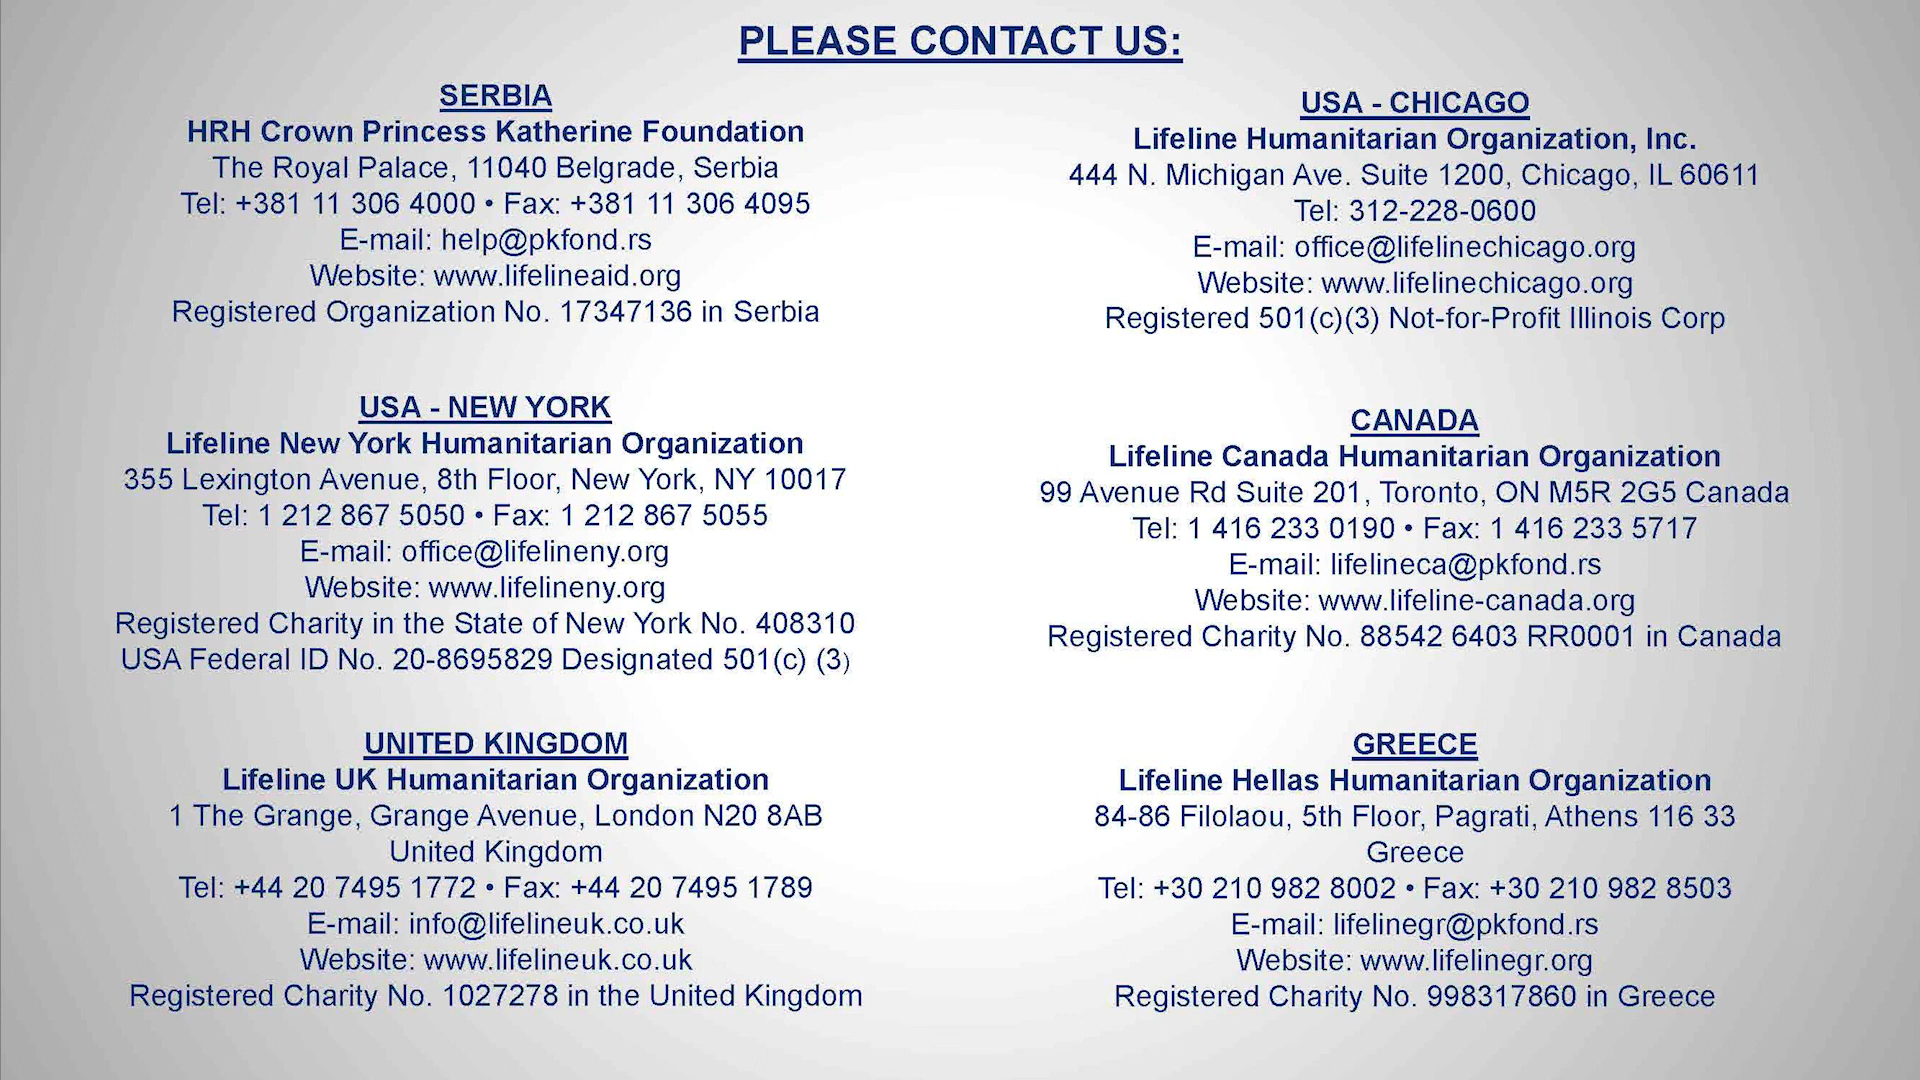 PLEASE CONTACT US:
SERBIA
HRH Crown Princess Katherine Foundation
The Royal Palace, 11040 Belgrade, Serbia
Tel: +381 11 306 4000 • Fax: +381 11 306 4095
E-mail: help@pkfond.rs
Website: www.lifelineaid.org
Registered Organization No. 17347136 in Serbia
USA - CHICAGO
Lifeline Humanitarian Organization, Inc.
444 N. Michigan Ave. Suite 1200, Chicago, IL 60611
Tel: 312-228-0600
E-mail: office@lifelinechicago.org
Website: www.lifelinechicago.org
Registered 501(c)(3) Not-for-Profit Illinois Corp
USA - NEW YORK
Lifeline New York Humanitarian Organization
355 Lexington Avenue, 8th Floor, New York, NY 10017
Tel: 1 212 867 5050 • Fax: 1 212 867 5055
E-mail: office@lifelineny.org
Website: www.lifelineny.org
Registered Charity in the State of New York No. 408310
USA Federal ID No. 20-8695829 Designated 501(c) (3)
CANADA
Lifeline Canada Humanitarian Organization
99 Avenue Rd Suite 201, Toronto, ON M5R 2G5 Canada
Tel: 1 416 233 0190 • Fax: 1 416 233 5717
E-mail: lifelineca@pkfond.rs
Website: www.lifeline-canada.org
Registered Charity No. 88542 6403 RR0001 in Canada
UNITED KINGDOM
Lifeline UK Humanitarian Organization
1 The Grange, Grange Avenue, London N20 8AB
United Kingdom
Tel: +44 20 7495 1772 • Fax: +44 20 7495 1789
E-mail: info@lifelineuk.co.uk
Website: www.lifelineuk.co.uk
Registered Charity No. 1027278 in the United Kingdom
GREECE
Lifeline Hellas Humanitarian Organization
84-86 Filolaou, 5th Floor, Pagrati, Athens 116 33
Greece
Tel: +30 210 982 8002 • Fax: +30 210 982 8503
E-mail: lifelinegr@pkfond.rs
Website: www.lifelinegr.org
Registered Charity No. 998317860 in Greece